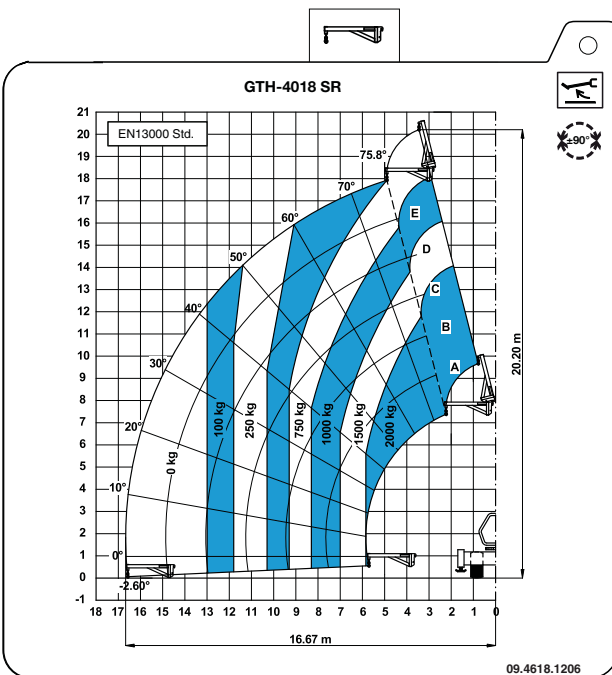 GTH-4018 SR
EN13000 Std.
±90°
21
20
19
18
17
16
15
14
13
12
11
10
9
8
7
6
5
4
3
2
1
0
-1
18 17 16 15 14 13 12 11 10 9 8 7 6 5 4 3 2 1 0
75.8°
70°
60°
50°
40°
30°
20°
10°
0°
-2.60°
E
D
C
B
A
0 kg
100 kg
250 kg
750 kg
1000 kg
1500 kg
2000 kg
20.20 m
16.67 m
09.4618.1206